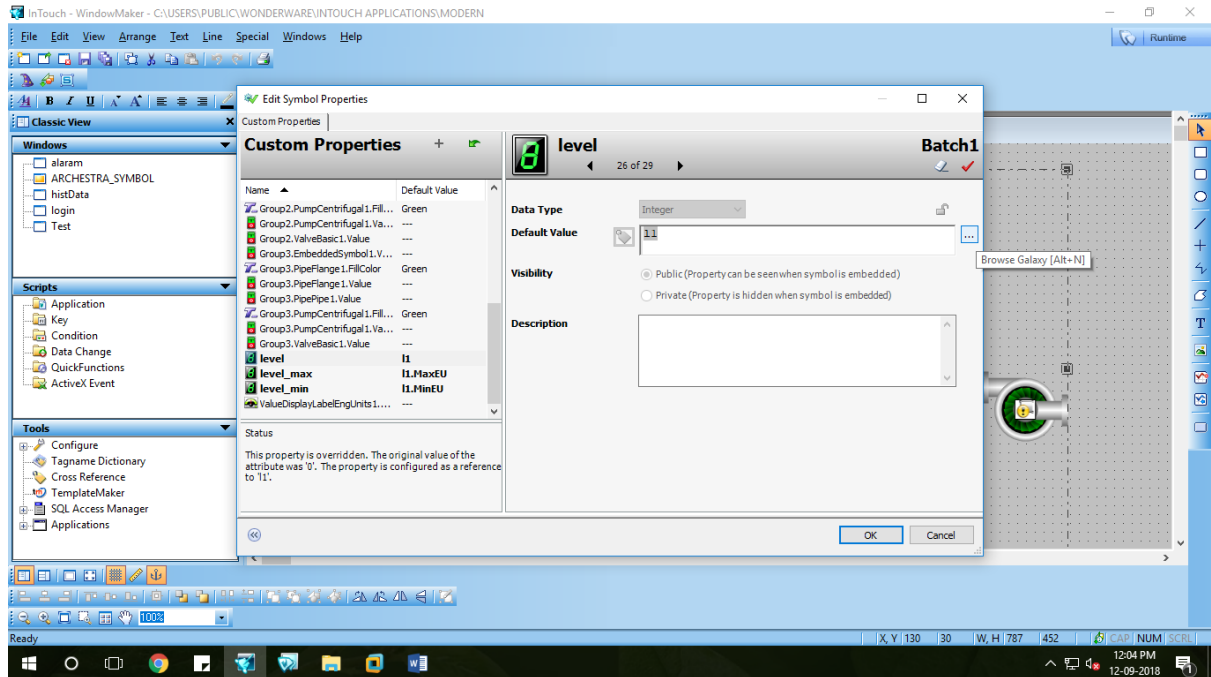 InTouch - WindowMaker - C:\USERS\PUBLIC\WONDERWARE\INTOUCH APPLICATIONS\MODERN
File Edit View Arrange Text Line Special Windows Help
Runtime
B I U A A
Classic View
Windows
alaram
ARCHESTRA_SYMBOL
histData
login
Test
Scripts
Application
Key
Condition
Data Change
QuickFunctions
ActiveX Event
Tools
Configure
Tagname Dictionary
Cross Reference
TemplateMaker
SQL Access Manager
Applications
Edit Symbol Properties
Custom Properties
Custom Properties
Name Default Value
Group2.PumpCentrifugal1.Fill... Green
Group2.PumpCentrifugal1.Va... ---
Group2.ValveBasic1.Value ---
Group3.EmbeddedSymbol1.V... ---
Group3.PipeFlange1.FillColor Green
Group3.PipeFlange1.Value ---
Group3.PipePipe1.Value ---
Group3.PumpCentrifugal1.Fill... Green
Group3.PumpCentrifugal1.Va... ---
Group3.ValveBasic1.Value ---
level l1
level_max l1.MaxEU
level_min l1.MinEU
ValueDisplayLabelEngUnits1.... ---
Status
This property is overridden. The original value of the
attribute was '0'. The property is configured as a reference
to 'l1'.
level Batch1
26 of 29
Data Type Integer
Default Value l1 ...
Browse Galaxy [Alt+N]
Visibility Public (Property can be seen when symbol is embedded)
Private (Property is hidden when symbol is embedded)
Description
OK Cancel
T
100%
Ready X, Y 130 30 W, H 787 452 CAP NUM SCRL
12:04 PM
12-09-2018